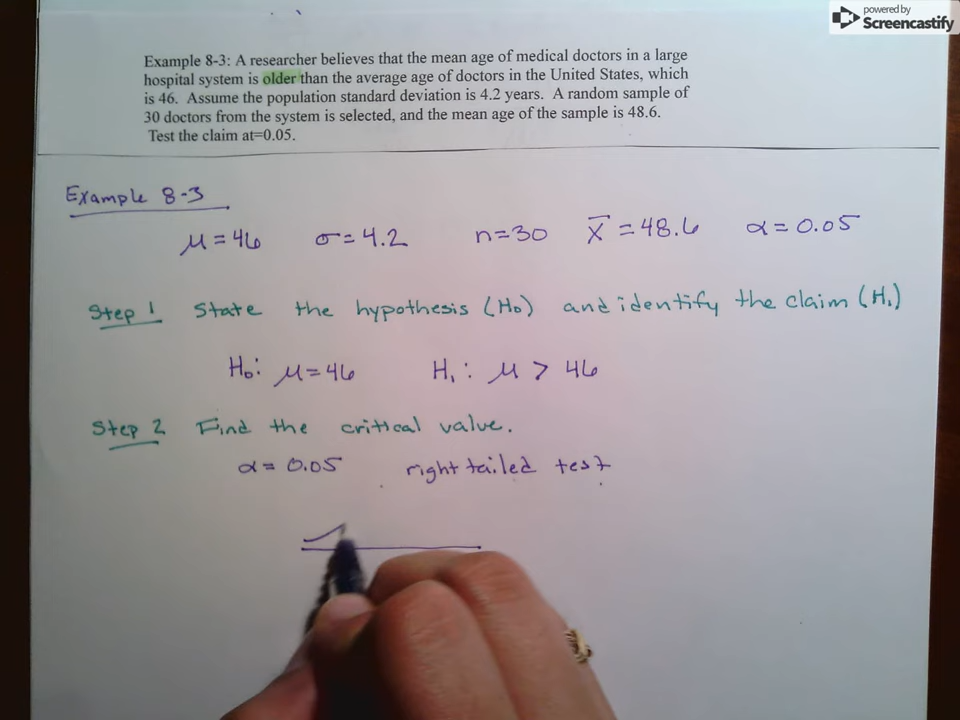 powered by
Screencastify
Example 8-3: A researcher believes that the mean age of medical doctors in a large
hospital system is older than the average age of doctors in the United States, which
is 46. Assume the population standard deviation is 4.2 years. A random sample of
30 doctors from the system is selected, and the mean age of the sample is 48.6.
Test the claim at=0.05.
Example 8-3
μ=46 σ=4.2 n=30 x̄=48.6 α=0.05
Step 1 State the hypothesis (H₀) and identify the claim (H₁)
H₀: μ=46 H₁: μ > 46
Step 2 Find the critical value.
α=0.05 right tailed test